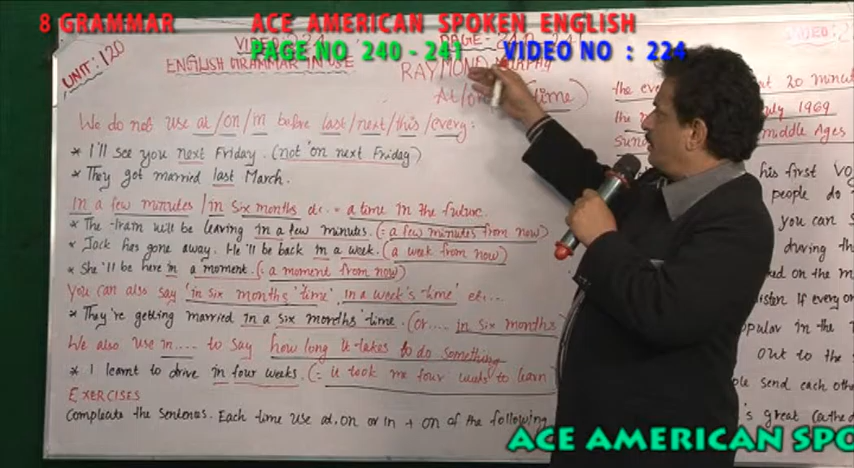 8 GRAMMAR ACE AMERICAN SPOKEN ENGLISH
PAGE NO 240 - 241 VIDEO NO : 224
UNIT: 120
VIDEO: 224
PAGE - 240 241
ENGLISH GRAMMAR IN USE
RAYMOND MURPHY
At/on (time)
We do not use at/on/in before last/next/this/every:
* I'll see you next Friday. (not 'on next Friday)
* They got married last March.
In a few minutes / in six months etc. = a time in the future.
* The train will be leaving in a few minutes. (= a few minutes from now)
* Jack has gone away. He'll be back in a week. (a week from now)
* She'll be here in a moment. (= a moment from now)
You can also say 'in six months' time', in a week's time' etc...
* They're getting married in a six months' time. (or.... in six months
We also use in..... to say how long it takes to do something
* I learnt to drive in four weeks. (= it took me four weeks to learn
EXERCISES
Compleate the sentences. Each time use at, on or in + on of the following
the 20 minut
the July 1969
Middle Ages
his first
people do
you can
during the
on the m
listen if every
popular in the
out to the
people send each othe
's great
ACE AMERICAN SPO